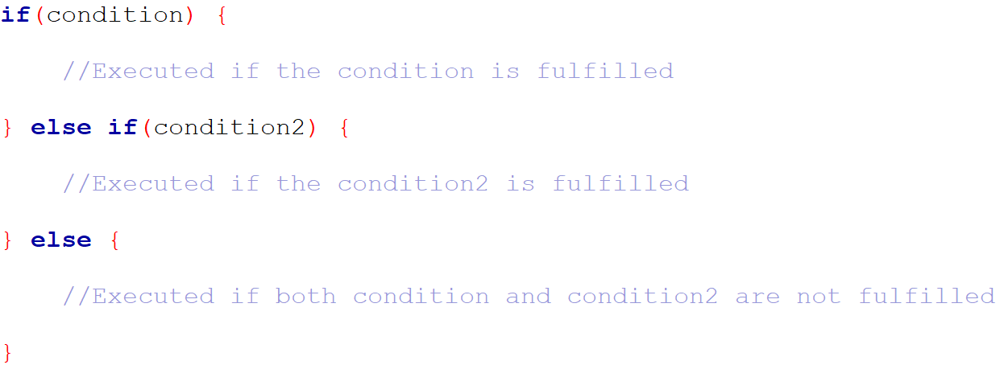 if(condition) {
//Executed if the condition is fulfilled
} else if(condition2) {
//Executed if the condition2 is fulfilled
} else {
//Executed if both condition and condition2 are not fulfilled
}